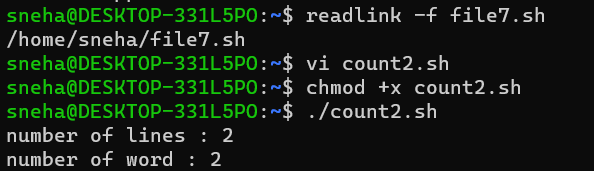 sneha@DESKTOP-331L5PO:~$ readlink -f file7.sh
/home/sneha/file7.sh
sneha@DESKTOP-331L5PO:~$ vi count2.sh
sneha@DESKTOP-331L5PO:~$ chmod +x count2.sh
sneha@DESKTOP-331L5PO:~$ ./count2.sh
number of lines : 2
number of word : 2